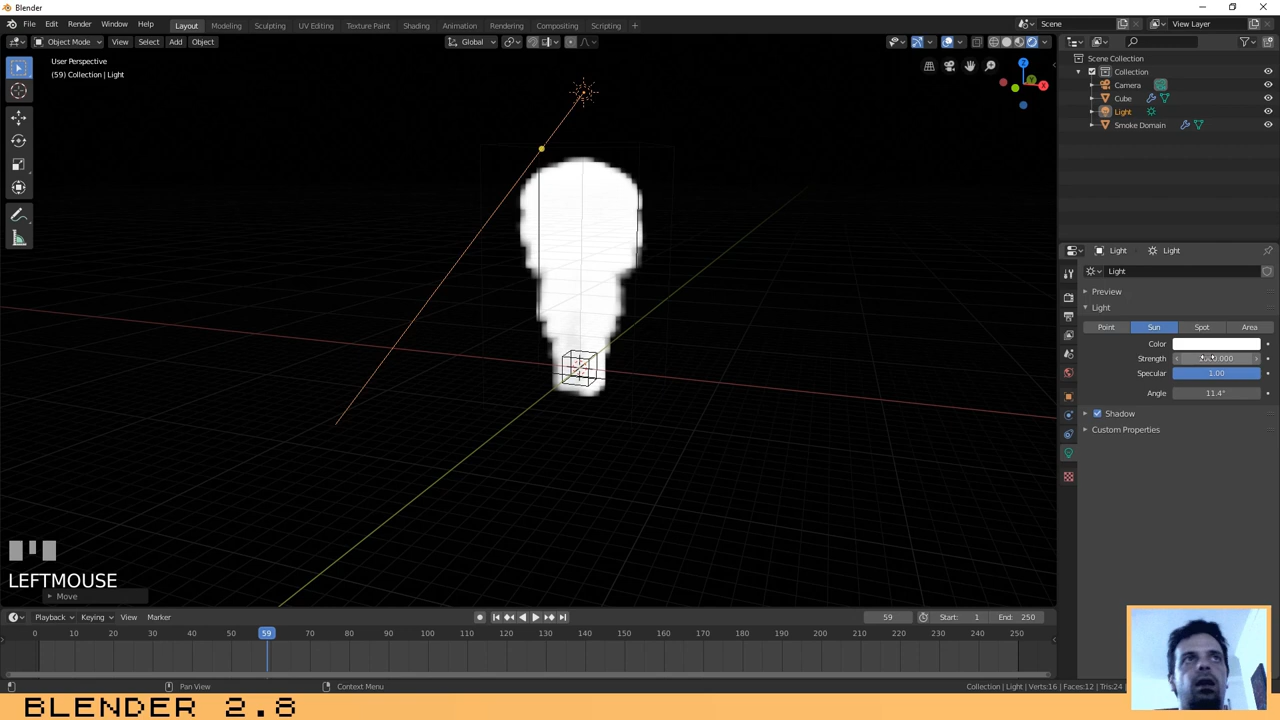 Blender
File Edit Render Window Help Layout Modeling Sculpting UV Editing Texture Paint Shading Animation Rendering Compositing Scripting + Scene View Layer
Object Mode View Select Add Object Global
User Perspective
(59) Collection | Light
Z
Y
X
Scene Collection
Collection
Camera
Cube
Light
Smoke Domain
Light Light
Light
Preview
Light
Point Sun Spot Area
Color
Strength
Specular 1.00
Angle 11.4°
Shadow
Custom Properties
LEFTMOUSE
Move
Playback Keying View Marker 59 Start: 1 End: 250
0 10 20 30 40 50 59 70 80 90 100 110 120 130 140 150 160 170 180 190 200 210 220 230 240 250
Pan View Context Menu Collection | Light | Verts:16 | Faces:12 | Tris:24 |
BLENDER 2.8